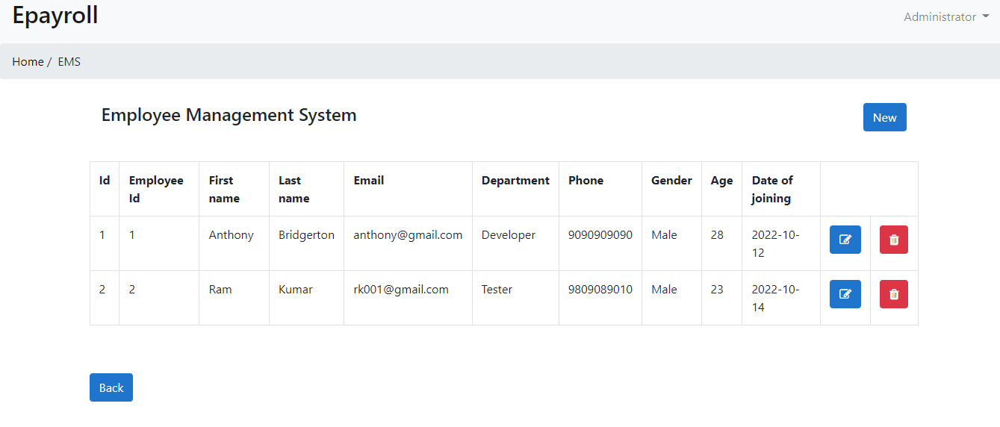 Epayroll
Administrator
Home / EMS
Employee Management System
New
Id Employee Id First name Last name Email Department Phone Gender Age Date of joining
1 1 Anthony Bridgerton anthony@gmail.com Developer 9090909090 Male 28 2022-10-12
2 2 Ram Kumar rk001@gmail.com Tester 9809089010 Male 23 2022-10-14
Back